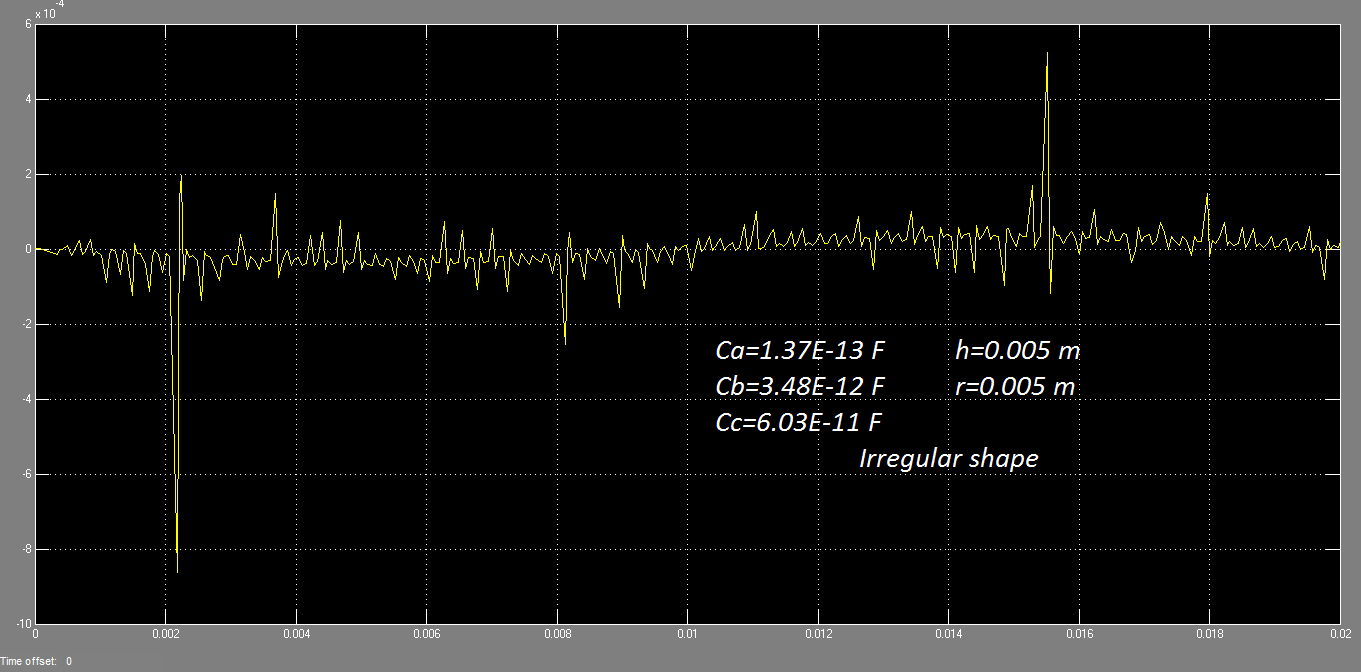 x 10^-4
6
4
2
0
-2
-4
-6
-8
-10
Ca=1.37E-13 F h=0.005 m
Cb=3.48E-12 F r=0.005 m
Cc=6.03E-11 F
Irregular shape
0 0.002 0.004 0.006 0.008 0.01 0.012 0.014 0.016 0.018 0.02
Time offset: 0